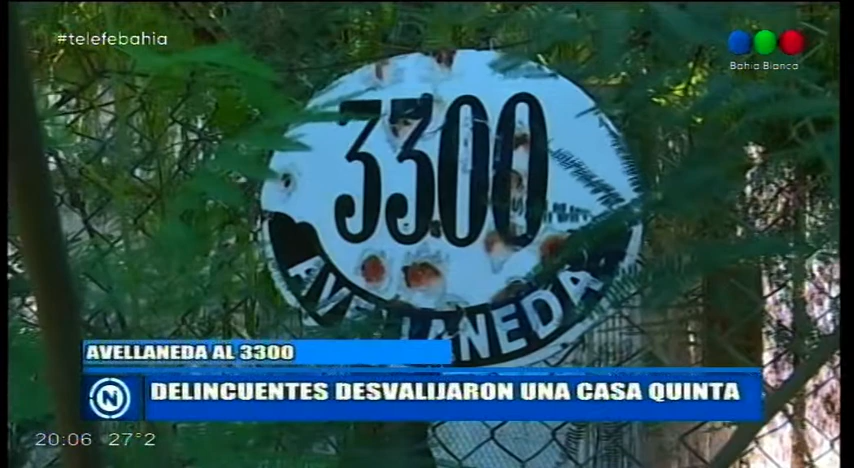 #telefebahia
Bahía Blanca
3300
AVELLANEDA
AVELLANEDA AL 3300
N
DELINCUENTES DESVALIJARON UNA CASA QUINTA
20:06 27°2